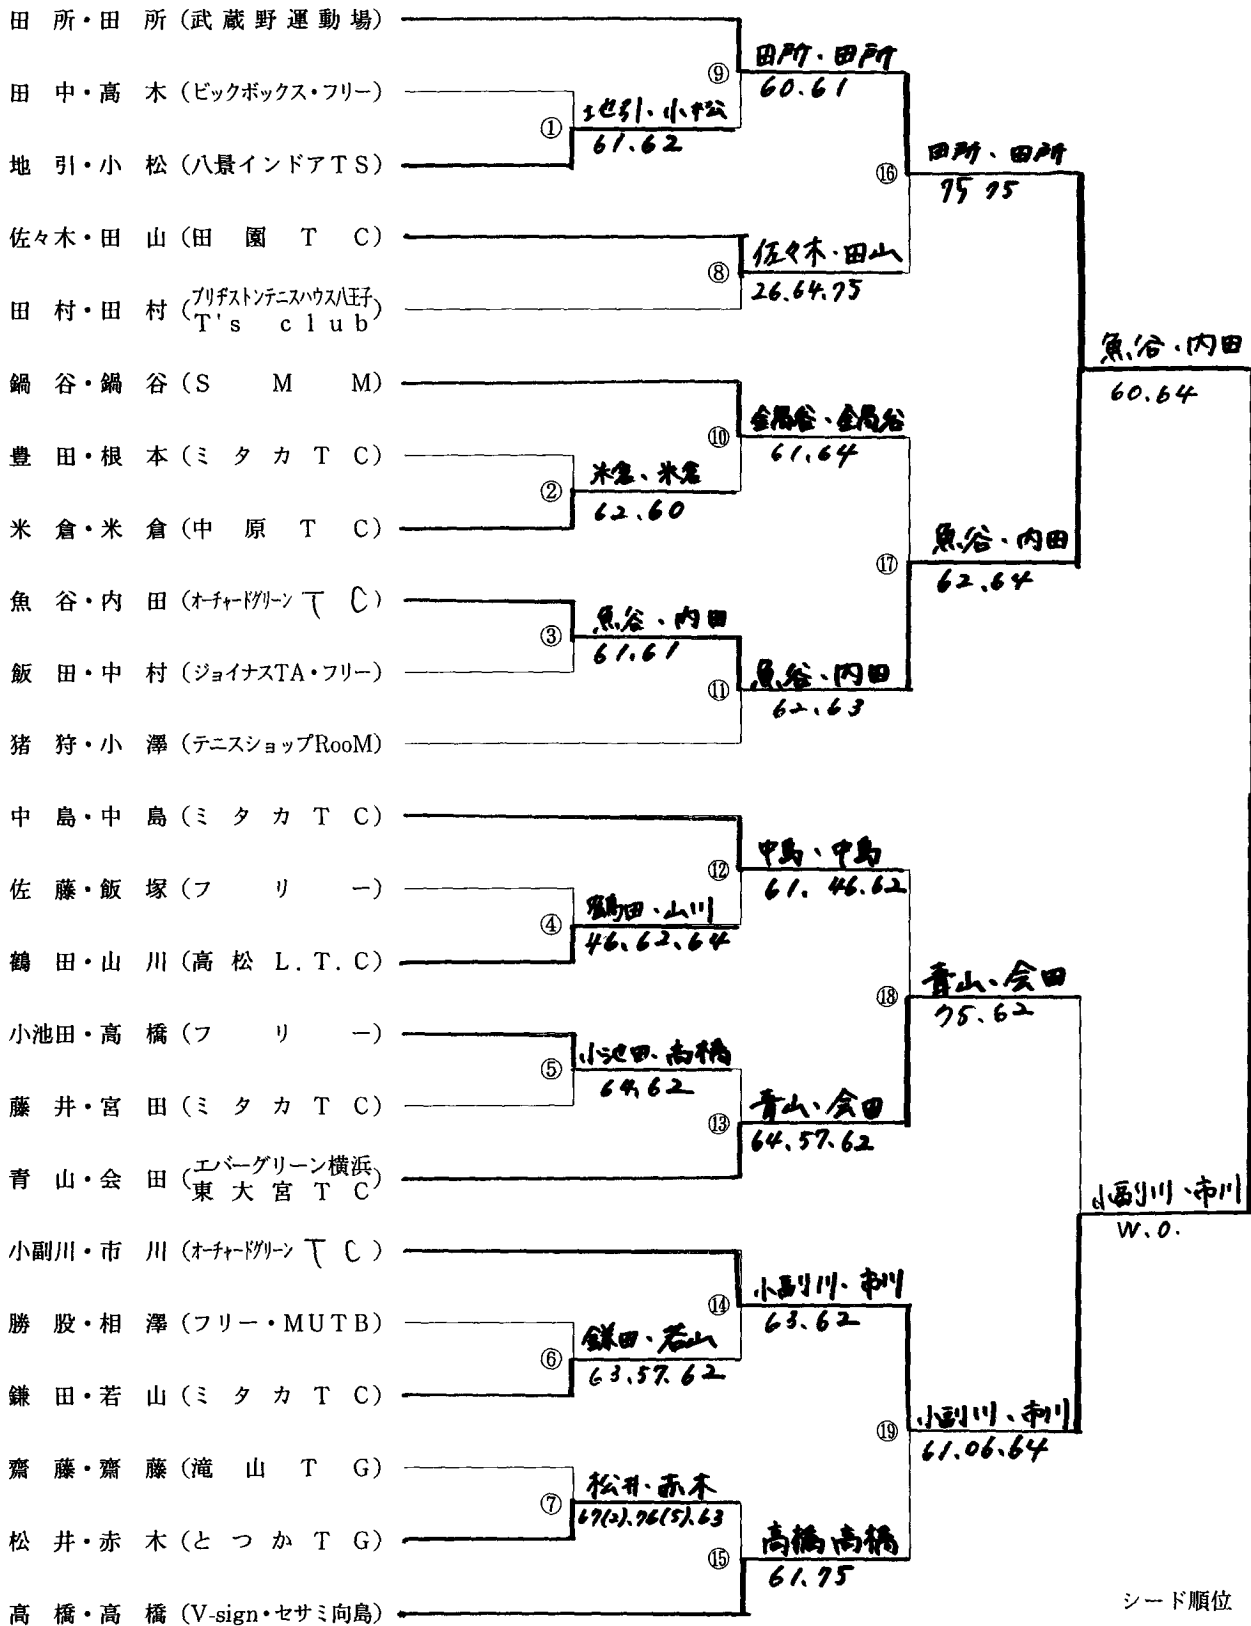 田所・田所 (武蔵野運動場)
田所・田所
⑨
60.61
田中・高木 (ビックボックス・フリー)
地引・小松
①
61.62
地引・小松 (八景インドアTS)
田所・田所
⑯
75 75
佐々木・田山 (田園TC)
佐々木・田山
⑧
26.64.75
田村・田村 (ブリヂストンテニスハウス八王子
T's club)
魚谷・内田
60.64
鍋谷・鍋谷 (SMM)
鍋谷・鍋谷
⑩
61.64
豊田・根本 (ミタカTC)
米倉、米倉
②
62.60
米倉・米倉 (中原TC)
魚谷・内田
⑰
62.64
魚谷・内田 (オーチャードグリーンTC)
魚谷・内田
③
61.61
飯田・中村 (ジョイナスTA・フリー)
魚谷・内田
⑪
62.63
猪狩・小澤 (テニスショップRooM)
中島・中島 (ミタカTC)
中島、中島
⑫
61.46.62
佐藤・飯塚 (フリー)
鶴田・山川
④
46.62.64
鶴田・山川 (高松L.T.C)
青山、会田
⑱
75.62
小池田・高橋 (フリー)
小池田・高橋
⑤
64,62
藤井・宮田 (ミタカTC)
青山・会田
⑬
64.57.62
青山・会田 (エバーグリーン横浜
東大宮TC)
小副川・市川
W.O.
小副川・市川 (オーチャードグリーンTC)
小副川・市川
⑭
63.62
勝股・相澤 (フリー・MUTB)
鎌田・若山
⑥
63.57.62
鎌田・若山 (ミタカTC)
小副川、市川
⑲
61.06.64
齋藤・齋藤 (滝山TG)
松井・赤木
⑦
67(2).76(5).63
松井・赤木 (とつかTG)
高橋 高橋
⑮
61.75
高橋・高橋 (V-sign・セサミ向島)
シード順位